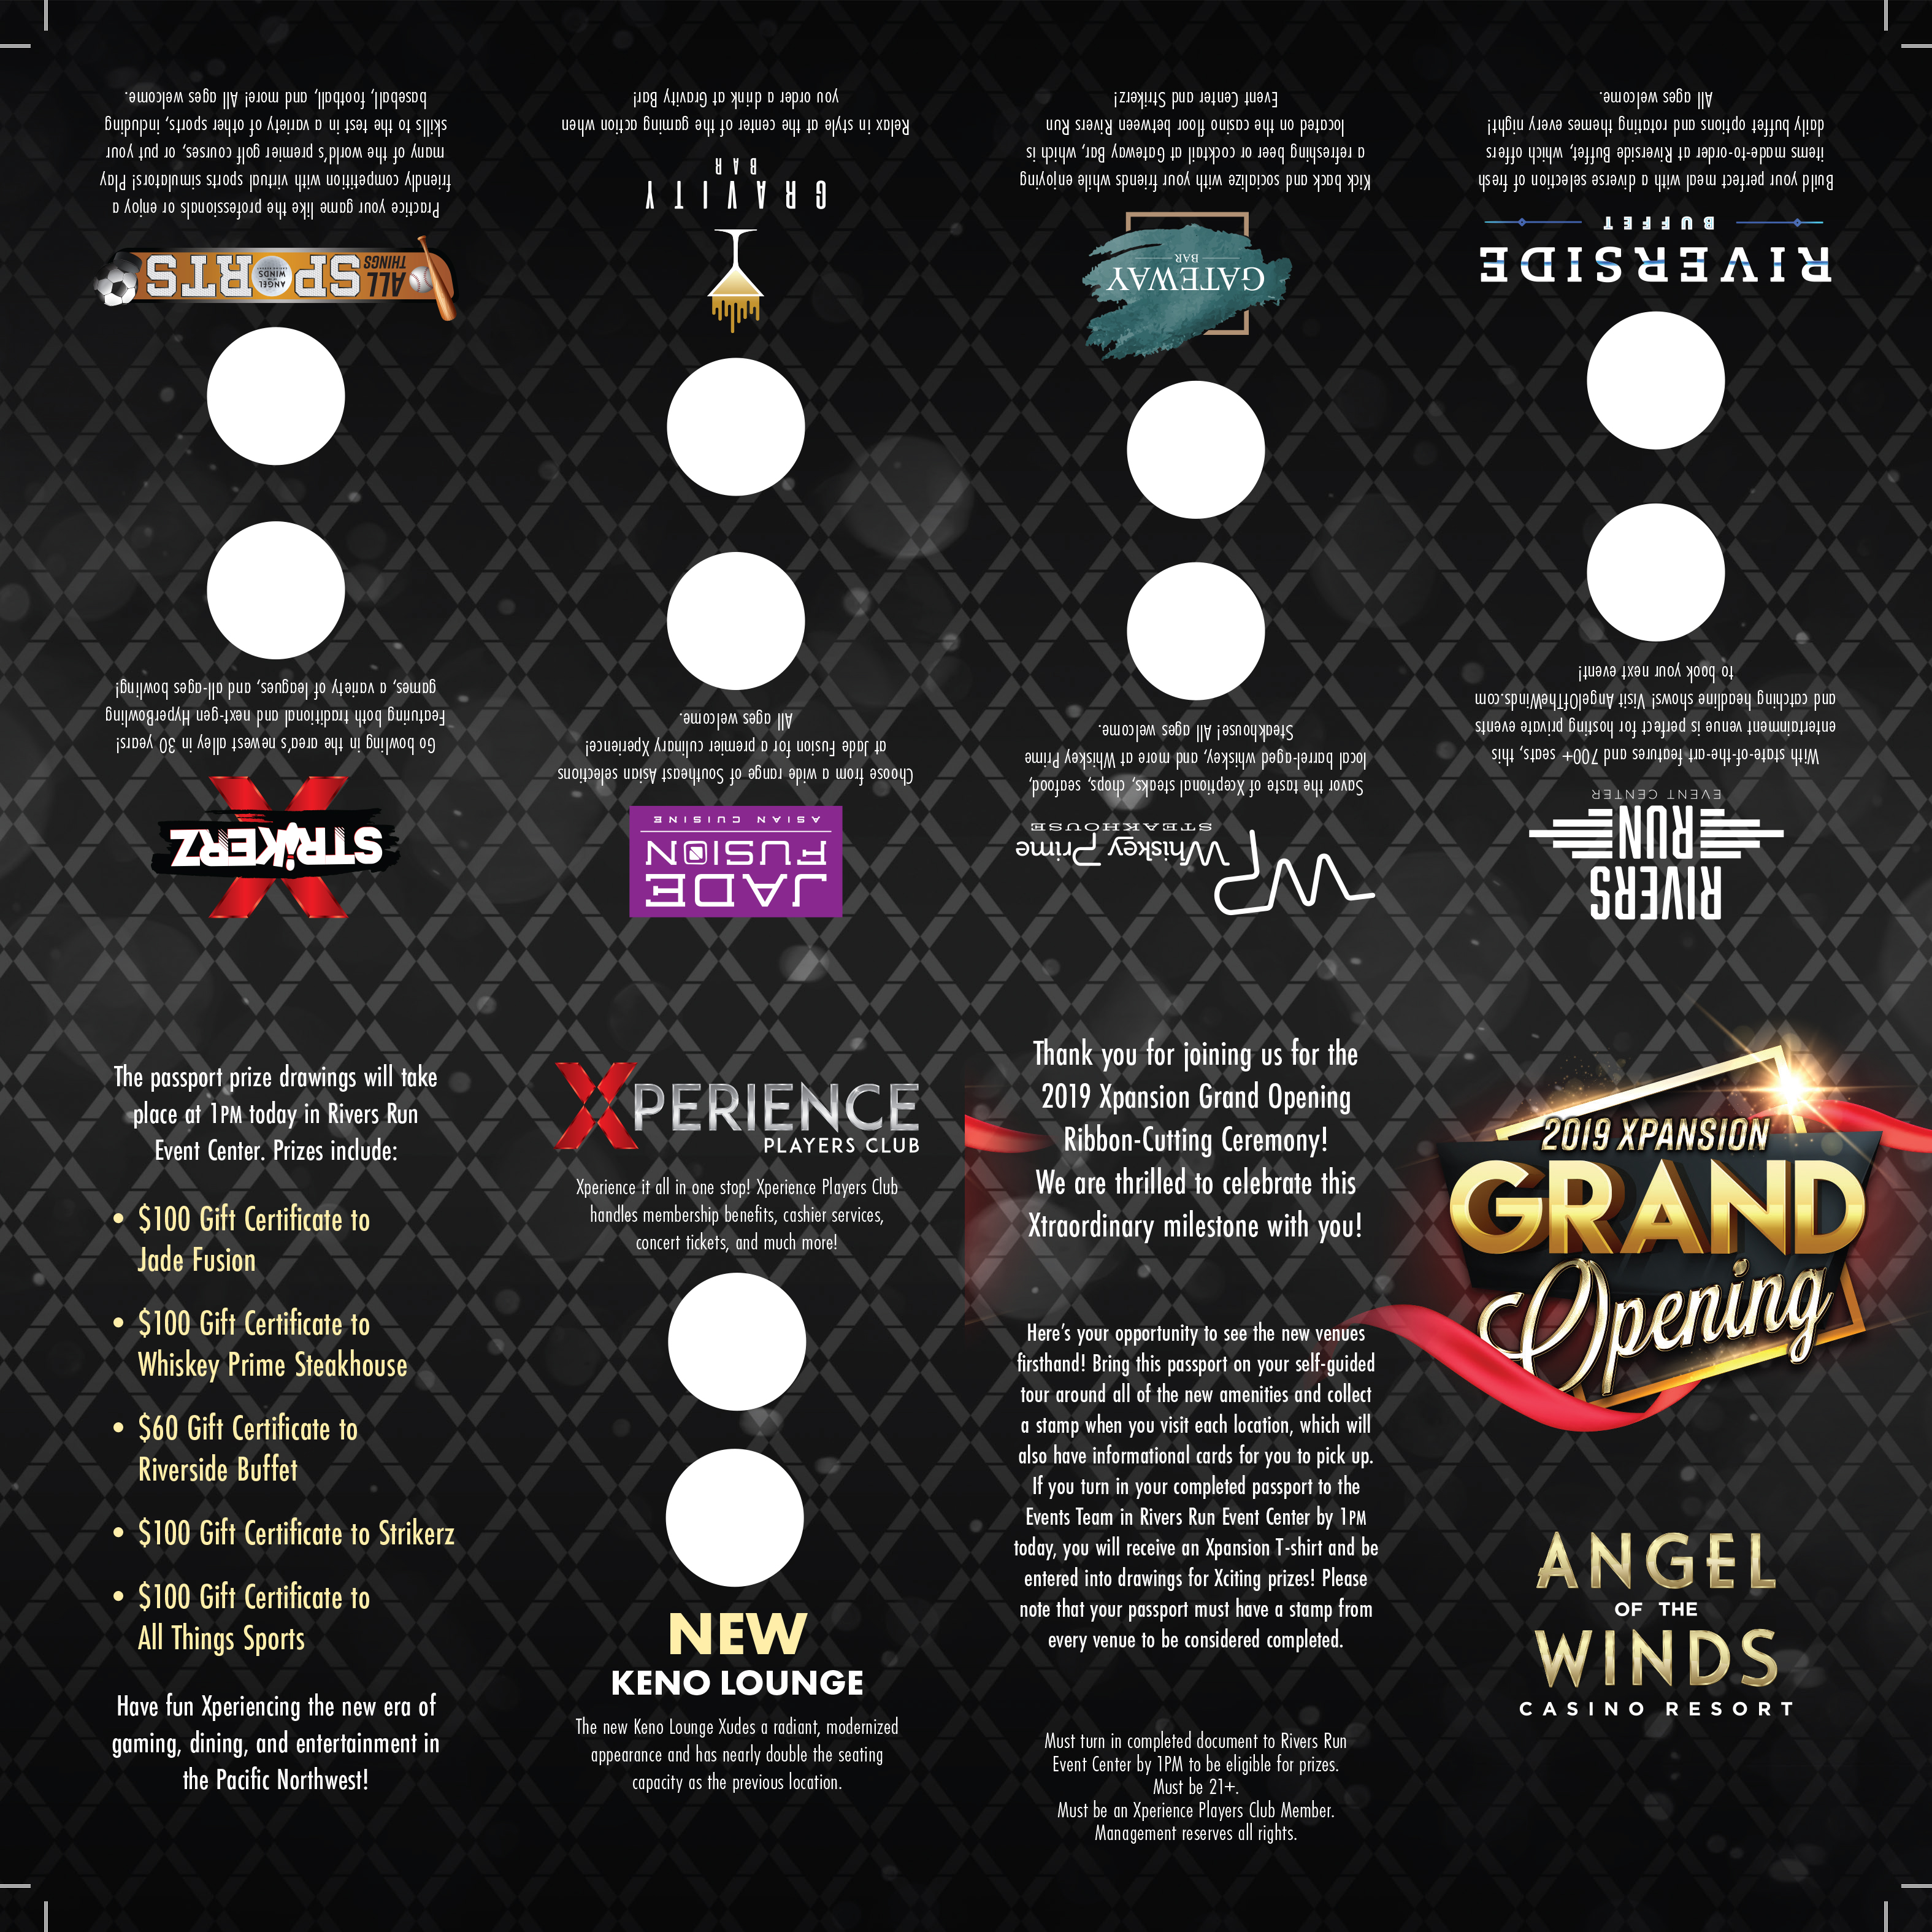 RIVERSIDE
BUFFET
Build your perfect meal with a diverse selection of fresh
items made-to-order at Riverside Buffet, which offers
daily buffet options and rotating themes every night!
All ages welcome.
GATEWAY
BAR
Kick back and socialize with your friends while enjoying
a refreshing beer or cocktail at Gateway Bar, which is
located on the casino floor between Rivers Run
Event Center and Strikerz!
GRAVITY
BAR
Relax in style at the center of the gaming action when
you order a drink at Gravity Bar!
ALL
THINGS
SPORTS
ANGEL
OF THE
WINDS
Practice your game like the professionals or enjoy a
friendly competition with virtual sports simulators! Play
many of the world's premier golf courses, or put your
skills to the test in a variety of other sports, including
baseball, football, and more! All ages welcome.
RIVERS
RUN
EVENT CENTER
With state-of-the-art features and 700+ seats, this
entertainment venue is perfect for hosting private events
and catching headline shows! Visit AngelOfTheWinds.com
to book your next event!
Whiskey Prime
STEAKHOUSE
Savor the taste of Xceptional steaks, chops, seafood,
local barrel-aged whiskey, and more at Whiskey Prime
Steakhouse! All ages welcome.
JADE
FUSION
ASIAN CUISINE
Choose from a wide range of Southeast Asian selections
at Jade Fusion for a premier culinary Xperience!
All ages welcome.
X
STRIKERZ
Go bowling in the area's newest alley in 30 years!
Featuring both traditional and next-gen HyperBowling
games, a variety of leagues, and all-ages bowling!
The passport prize drawings will take
place at 1PM today in Rivers Run
Event Center. Prizes include:
• $100 Gift Certificate to
Jade Fusion
• $100 Gift Certificate to
Whiskey Prime Steakhouse
• $60 Gift Certificate to
Riverside Buffet
• $100 Gift Certificate to Strikerz
• $100 Gift Certificate to
All Things Sports
Have fun Xperiencing the new era of
gaming, dining, and entertainment in
the Pacific Northwest!
XPERIENCE
PLAYERS CLUB
Xperience it all in one stop! Xperience Players Club
handles membership benefits, cashier services,
concert tickets, and much more!
NEW
KENO LOUNGE
The new Keno Lounge Xudes a radiant, modernized
appearance and has nearly double the seating
capacity as the previous location.
Thank you for joining us for the
2019 Xpansion Grand Opening
Ribbon-Cutting Ceremony!
We are thrilled to celebrate this
Xtraordinary milestone with you!
Here's your opportunity to see the new venues
firsthand! Bring this passport on your self-guided
tour around all of the new amenities and collect
a stamp when you visit each location, which will
also have informational cards for you to pick up.
If you turn in your completed passport to the
Events Team in Rivers Run Event Center by 1PM
today, you will receive an Xpansion T-shirt and be
entered into drawings for Xciting prizes! Please
note that your passport must have a stamp from
every venue to be considered completed.
Must turn in completed document to Rivers Run
Event Center by 1PM to be eligible for prizes.
Must be 21+.
Must be an Xperience Players Club Member.
Management reserves all rights.
2019 XPANSION
GRAND
Opening
ANGEL
OF THE
WINDS
CASINO RESORT